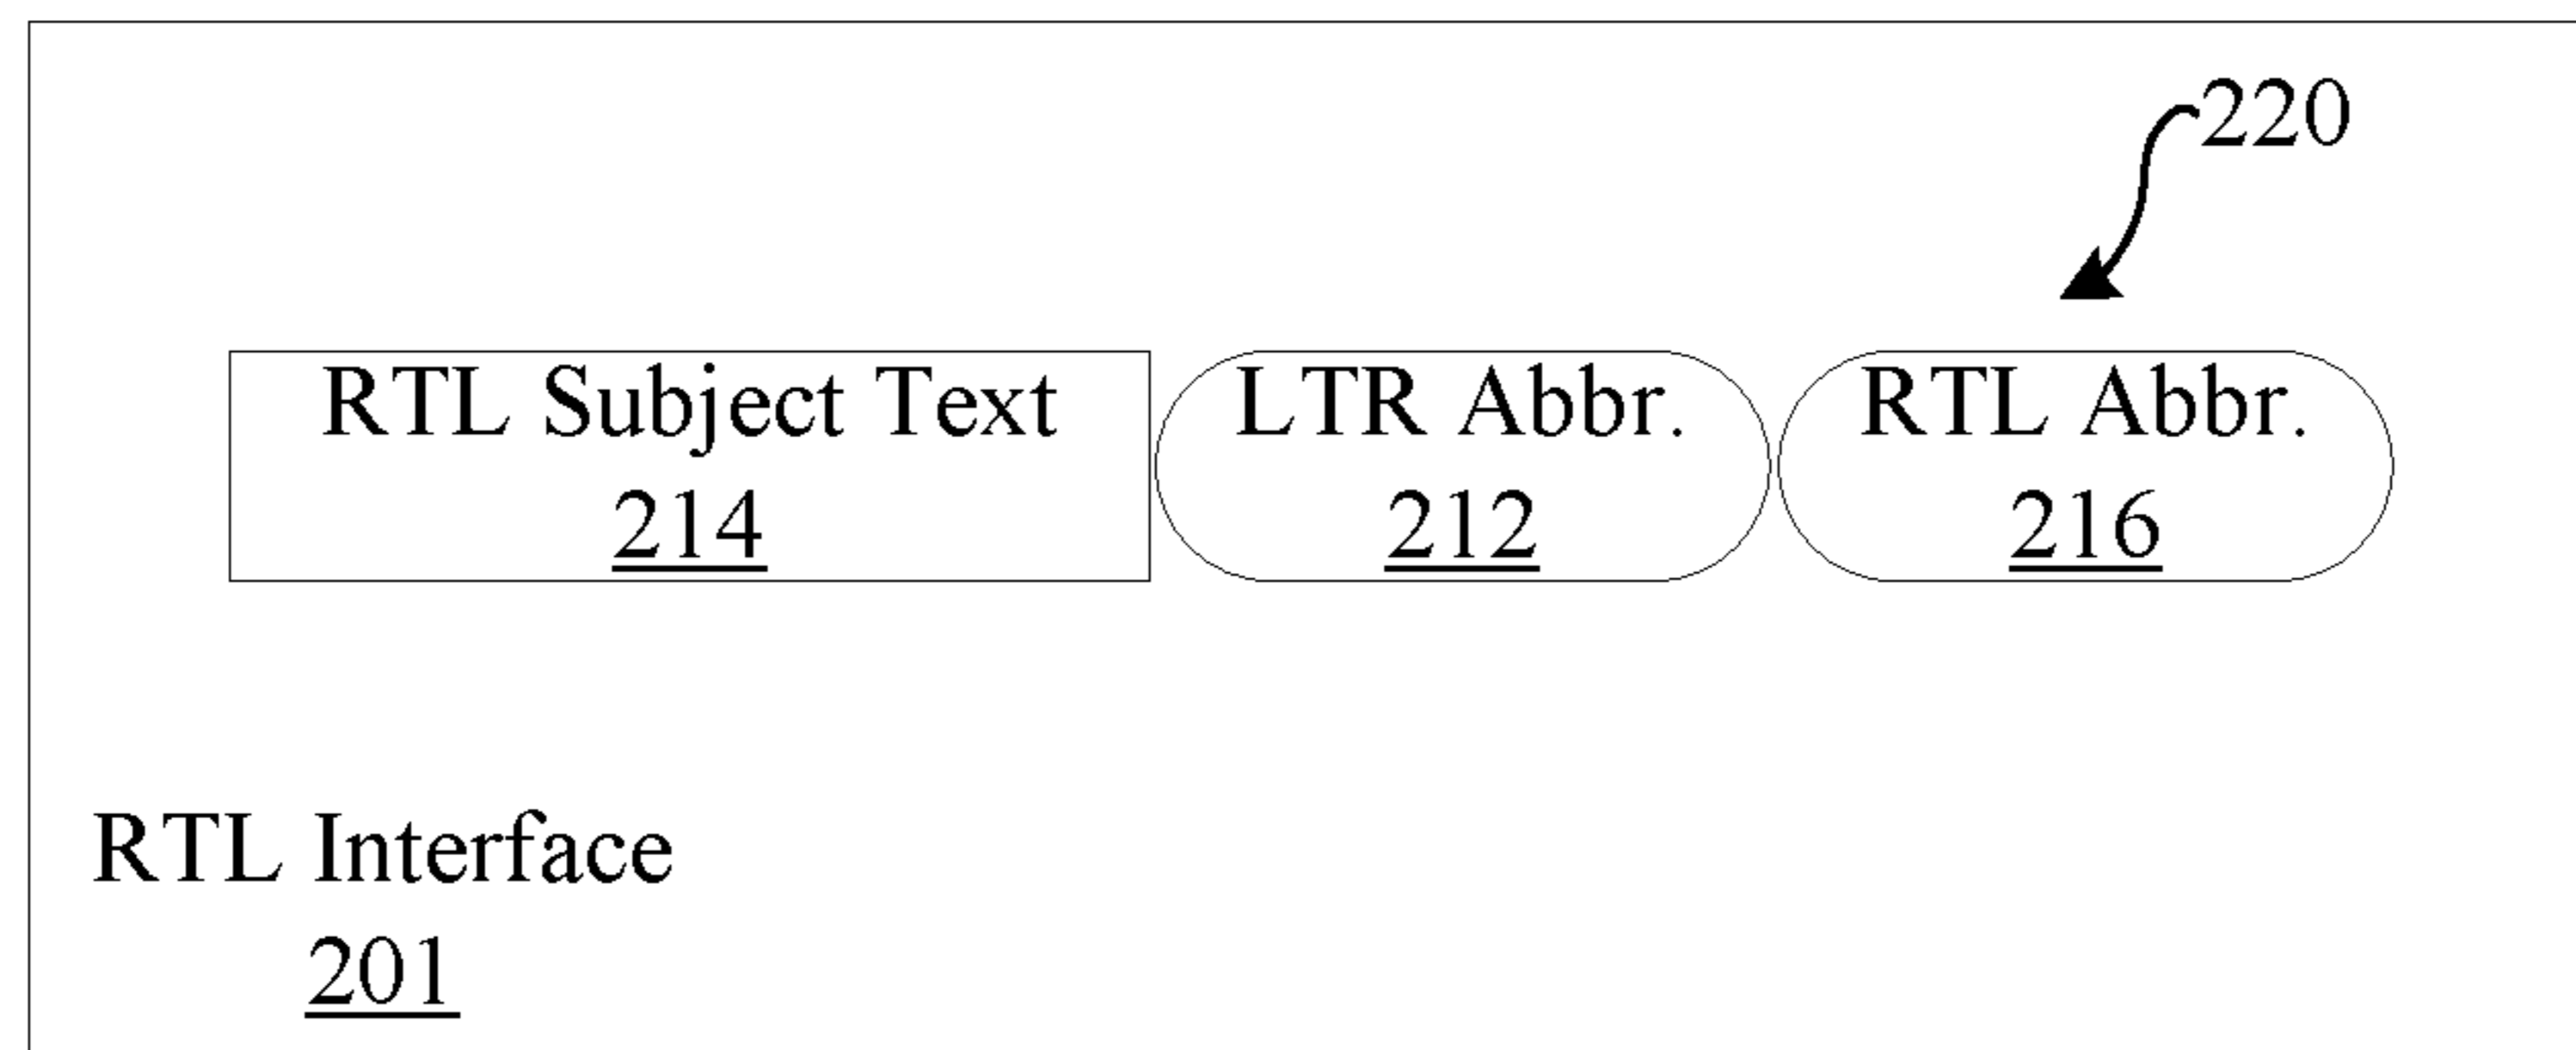 220
RTL Subject Text
214
LTR Abbr.
212
RTL Abbr.
216
RTL Interface
201